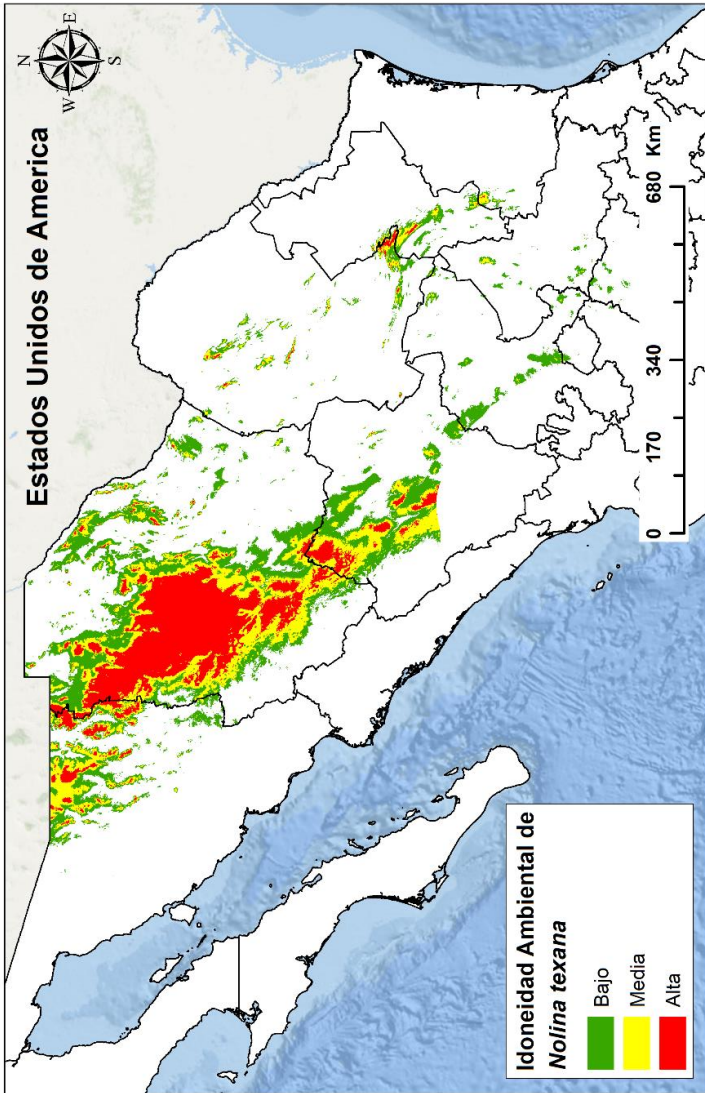 Estados Unidos de America
N
W
E
S
Idoneidad Ambiental de
Nolina texana
Bajo
Media
Alta
0
170
340
680
Km